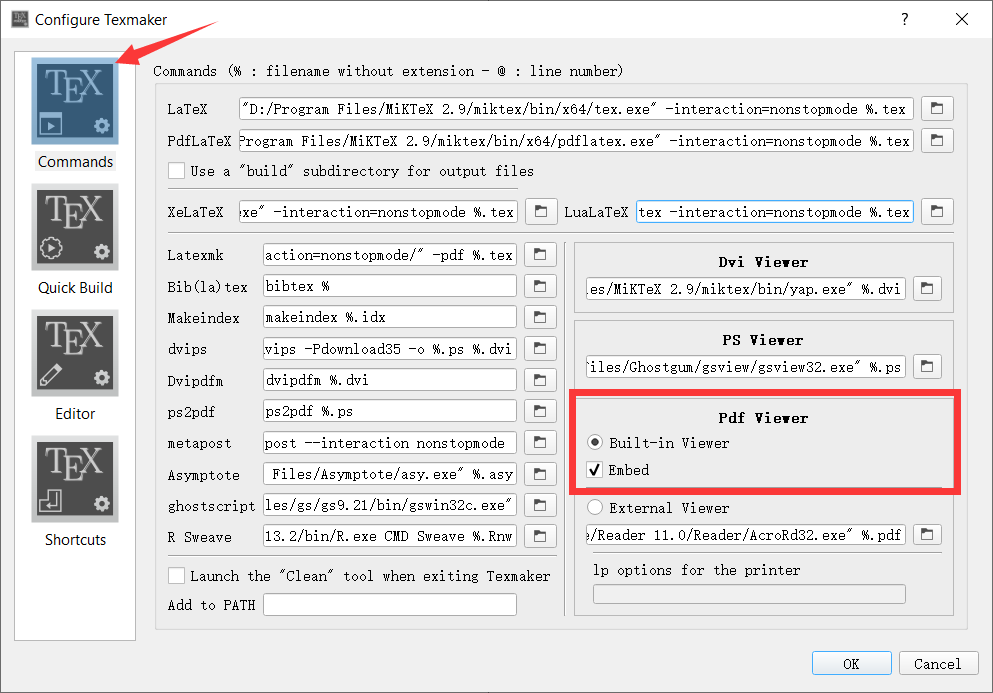 Configure Texmaker
?
TEX
Commands
TEX
Quick Build
TEX
Editor
TEX
Shortcuts
Commands (% : filename without extension - @ : line number)
LaTeX "D:/Program Files/MiKTeX 2.9/miktex/bin/x64/tex.exe" -interaction=nonstopmode %.tex
PdfLaTeX Program Files/MiKTeX 2.9/miktex/bin/x64/pdflatex.exe" -interaction=nonstopmode %.tex
Use a "build" subdirectory for output files
XeLaTeX xe" -interaction=nonstopmode %.tex LuaLaTeX tex -interaction=nonstopmode %.tex
Latexmk action=nonstopmode/" -pdf %.tex
Bib(la)tex bibtex %
Makeindex makeindex %.idx
dvips vips -Pdownload35 -o %.ps %.dvi
Dvipdfm dvipdfm %.dvi
ps2pdf ps2pdf %.ps
metapost post --interaction nonstopmode
Asymptote Files/Asymptote/asy.exe" %.asy
ghostscript les/gs/gs9.21/bin/gswin32c.exe"
R Sweave 13.2/bin/R.exe CMD Sweave %.Rnw
Launch the "Clean" tool when exiting Texmaker
Add to PATH
Dvi Viewer
es/MiKTeX 2.9/miktex/bin/yap.exe" %.dvi
PS Viewer
iles/Ghostgum/gsview/gsview32.exe" %.ps
Pdf Viewer
Built-in Viewer
Embed
External Viewer
e/Reader 11.0/Reader/AcroRd32.exe" %.pdf
lp options for the printer
OK
Cancel